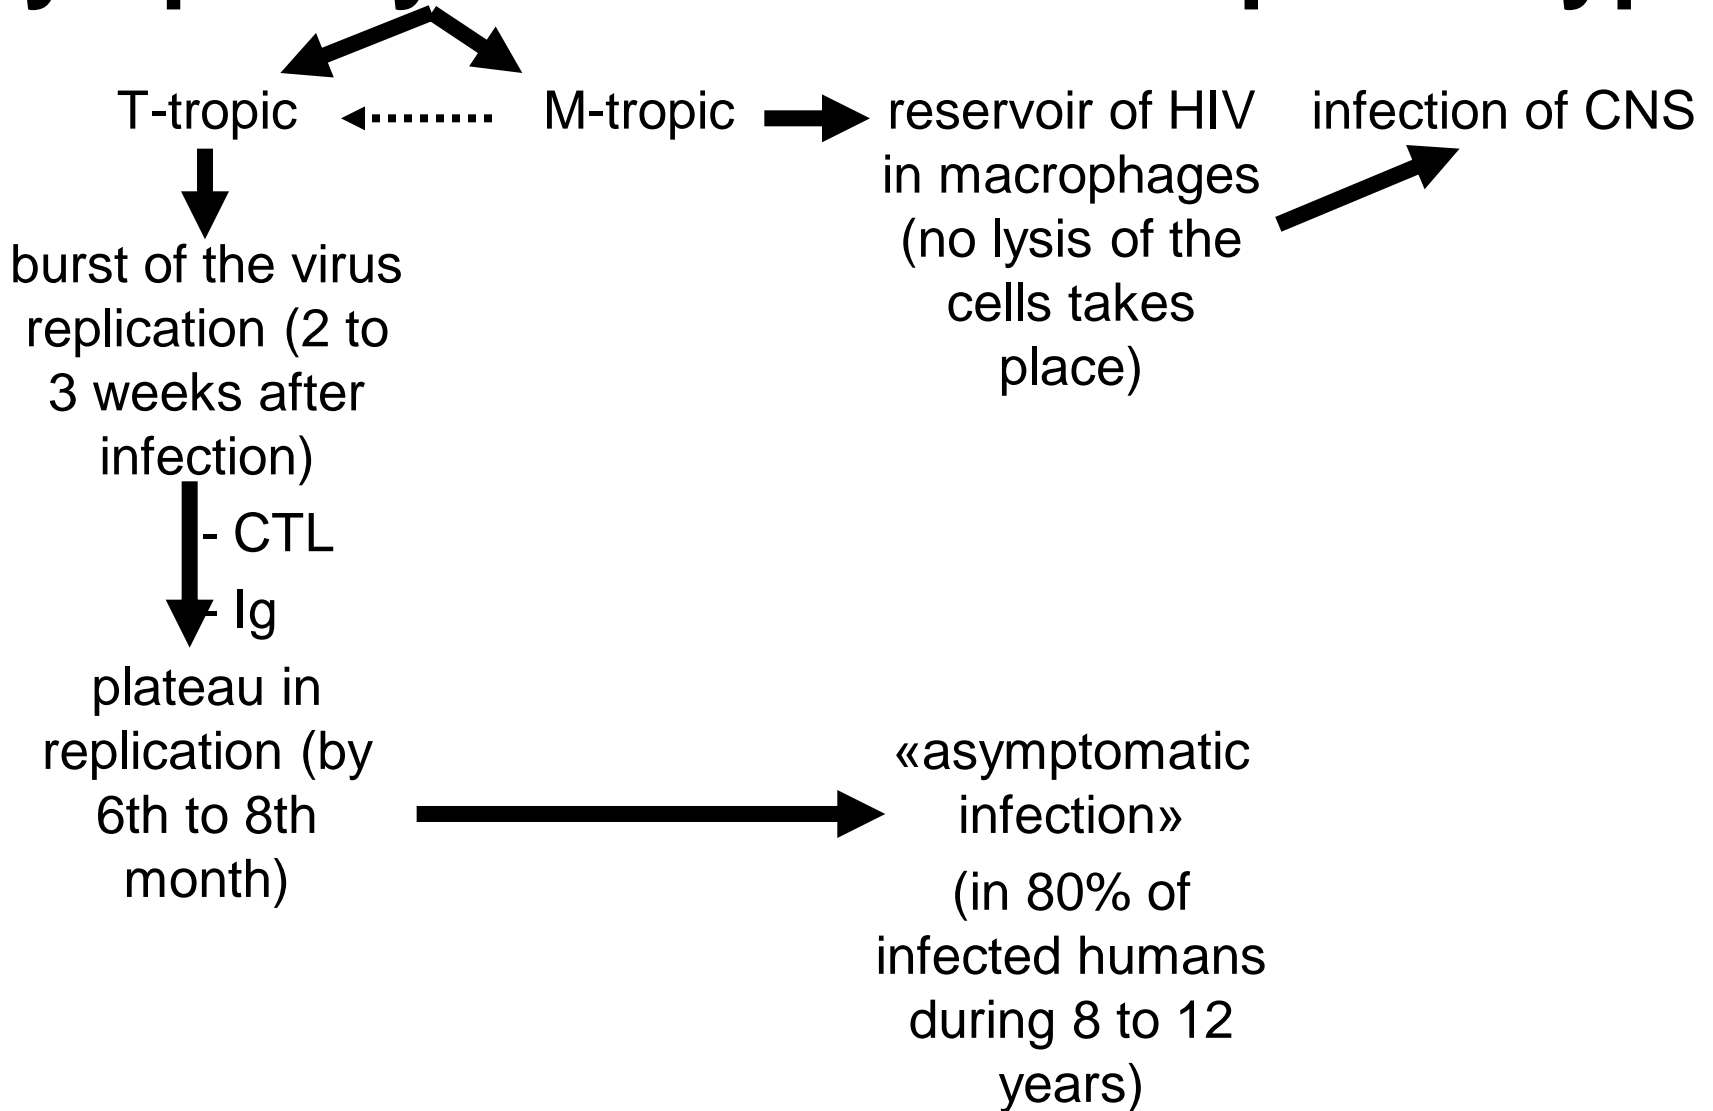 T-tropic
M-tropic
reservoir of HIV
in macrophages
(no lysis of the
cells takes
place)
infection of CNS
burst of the virus
replication (2 to
3 weeks after
infection)
- CTL
- Ig
plateau in
replication (by
6th to 8th
month)
«asymptomatic
infection»
(in 80% of
infected humans
during 8 to 12
years)